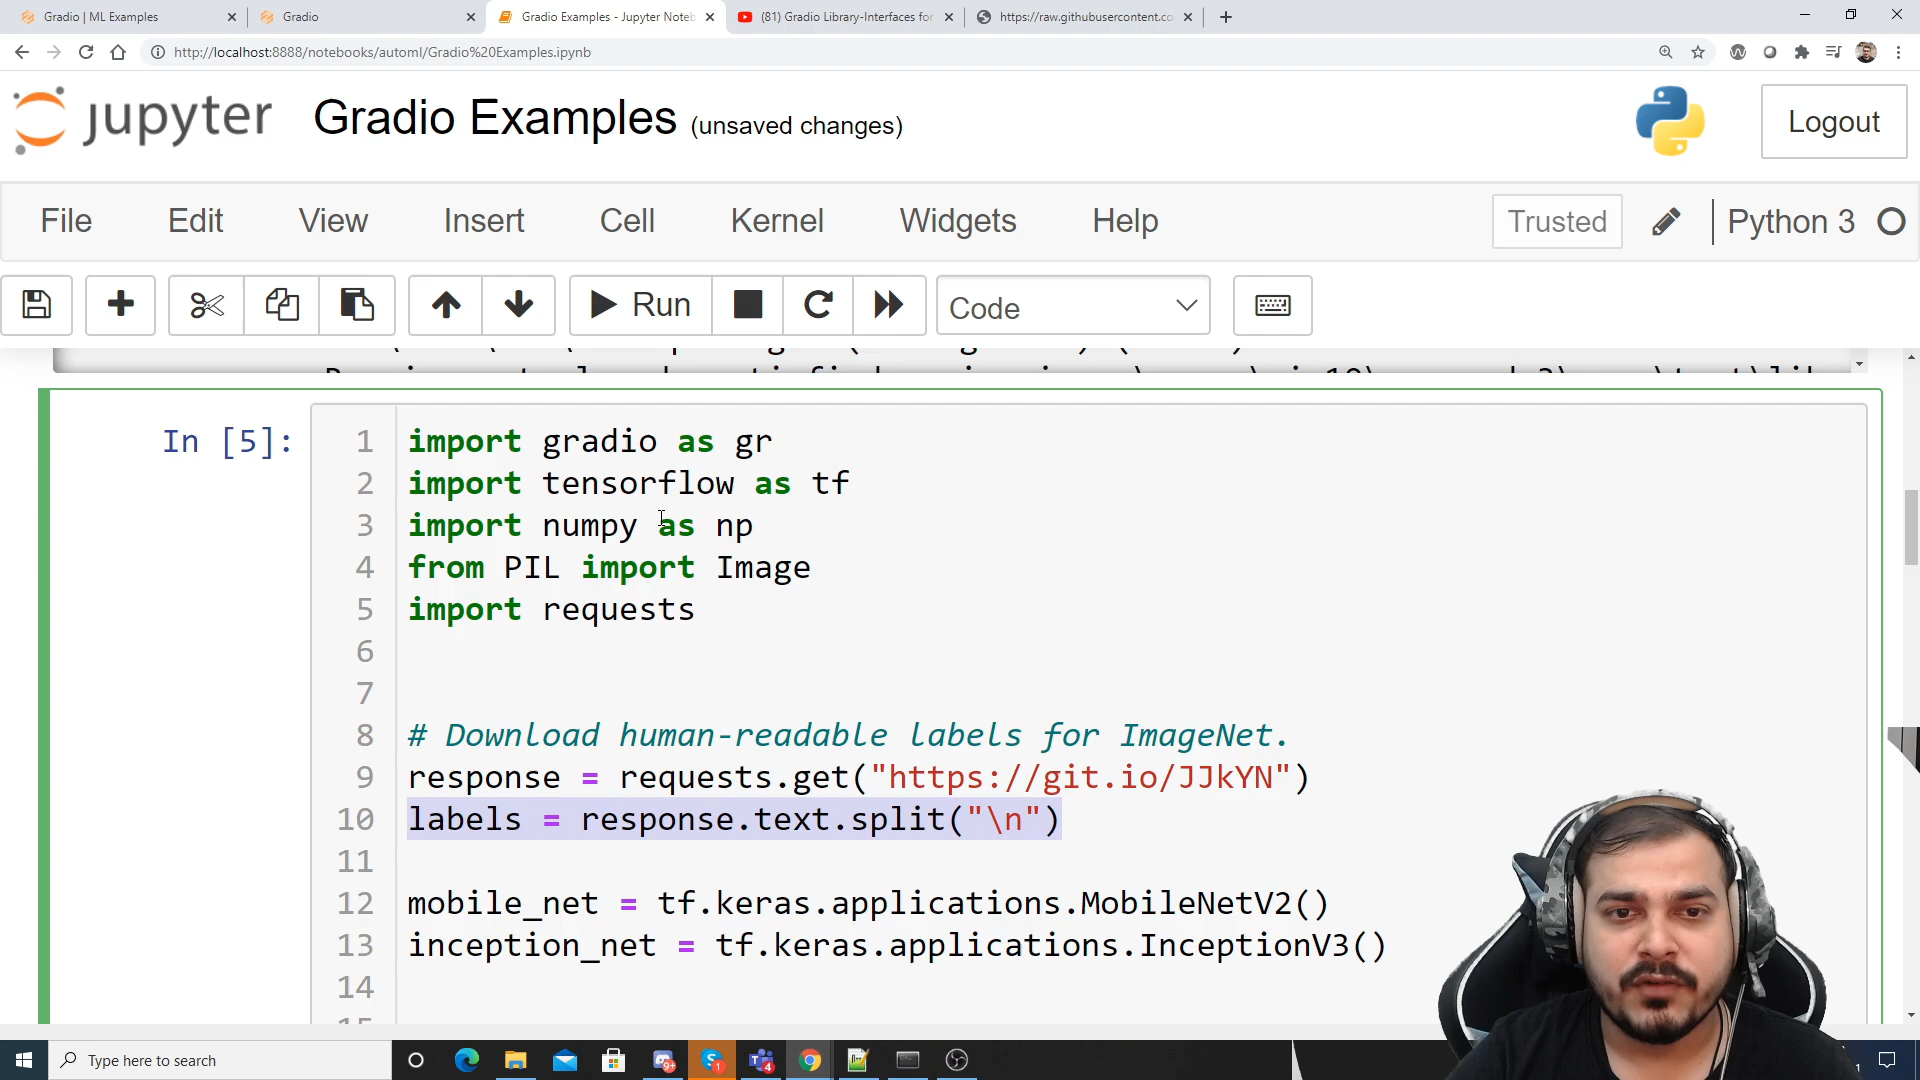 Gradio | ML Examples
Gradio
Gradio Examples - Jupyter Noteb
(81) Gradio Library-Interfaces for
https://raw.githubusercontent.co
http://localhost:8888/notebooks/automl/Gradio%20Examples.ipynb
jupyter Gradio Examples (unsaved changes) Logout
File Edit View Insert Cell Kernel Widgets Help Trusted Python 3
Run Code
In [5]:
1 import gradio as gr
2 import tensorflow as tf
3 import numpy as np
4 from PIL import Image
5 import requests
6
7
8 # Download human-readable labels for ImageNet.
9 response = requests.get("https://git.io/JJkYN")
10 labels = response.text.split("\n")
11
12 mobile_net = tf.keras.applications.MobileNetV2()
13 inception_net = tf.keras.applications.InceptionV3()
14
Type here to search